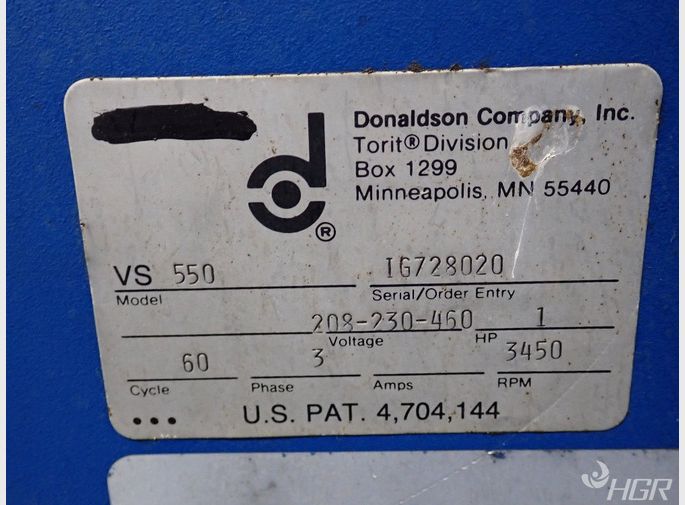 Donaldson Company, Inc.
Torit® Division
Box 1299
Minneapolis, MN 55440
®
VS 550 IG728020
Model Serial/Order Entry
208-230-460 1
Voltage HP
60 3 3450
Cycle Phase Amps RPM
... U.S. PAT. 4,704,144
HGR